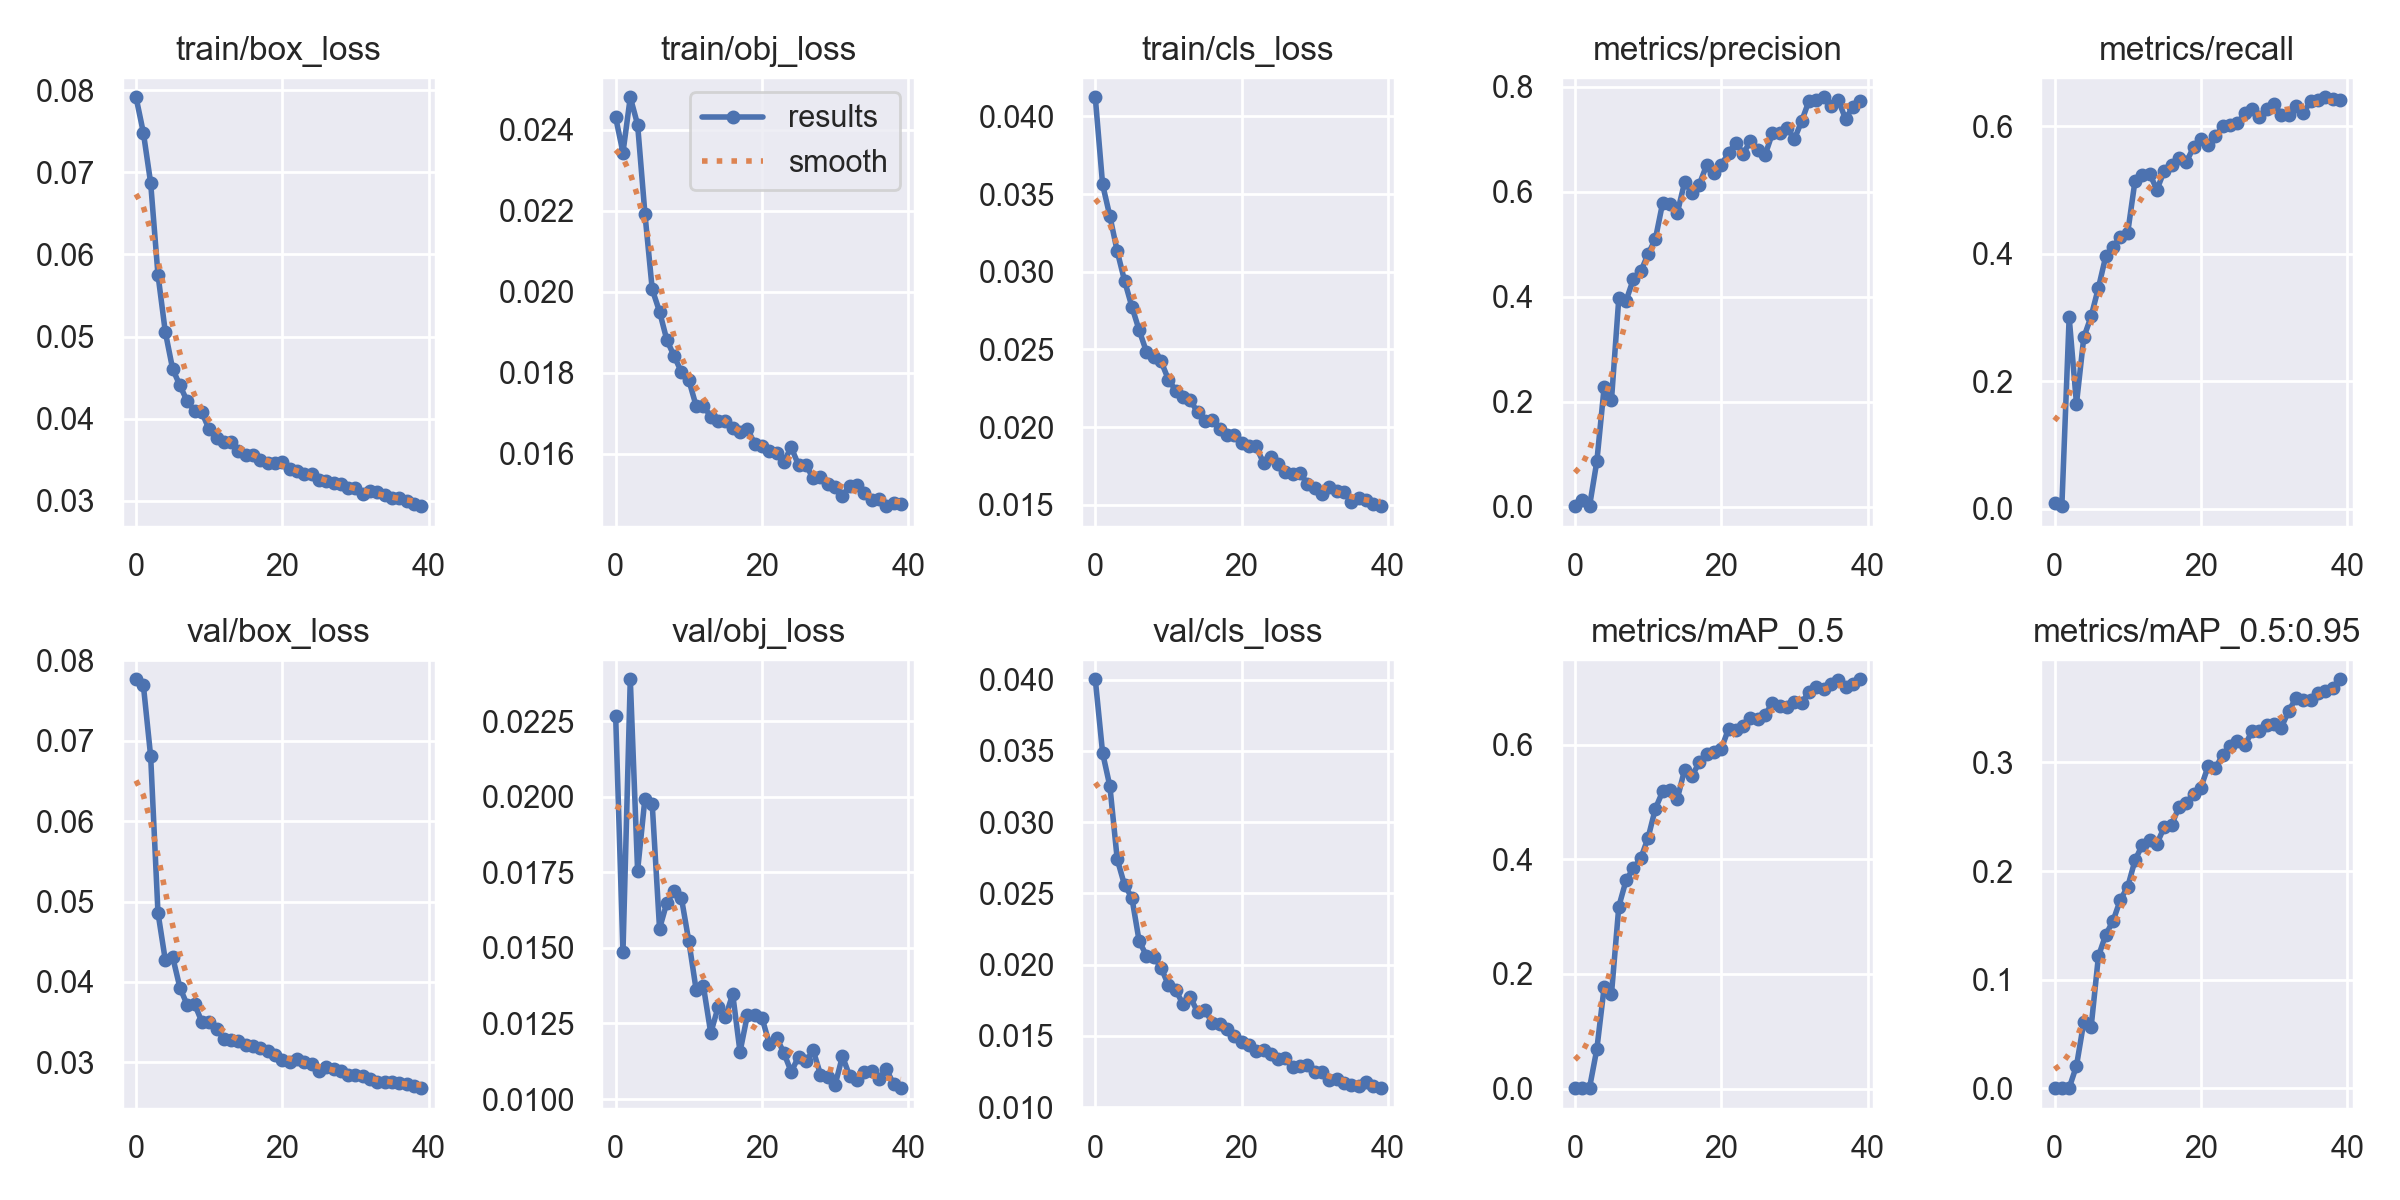 train/box_loss
0.08
0.07
0.06
0.05
0.04
0.03
0 20 40
train/obj_loss
results
smooth
0.024
0.022
0.020
0.018
0.016
0 20 40
train/cls_loss
0.040
0.035
0.030
0.025
0.020
0.015
0 20 40
metrics/precision
0.8
0.6
0.4
0.2
0.0
0 20 40
metrics/recall
0.6
0.4
0.2
0.0
0 20 40
val/box_loss
0.08
0.07
0.06
0.05
0.04
0.03
0 20 40
val/obj_loss
0.0225
0.0200
0.0175
0.0150
0.0125
0.0100
0 20 40
val/cls_loss
0.040
0.035
0.030
0.025
0.020
0.015
0.010
0 20 40
metrics/mAP_0.5
0.6
0.4
0.2
0.0
0 20 40
metrics/mAP_0.5:0.95
0.3
0.2
0.1
0.0
0 20 40